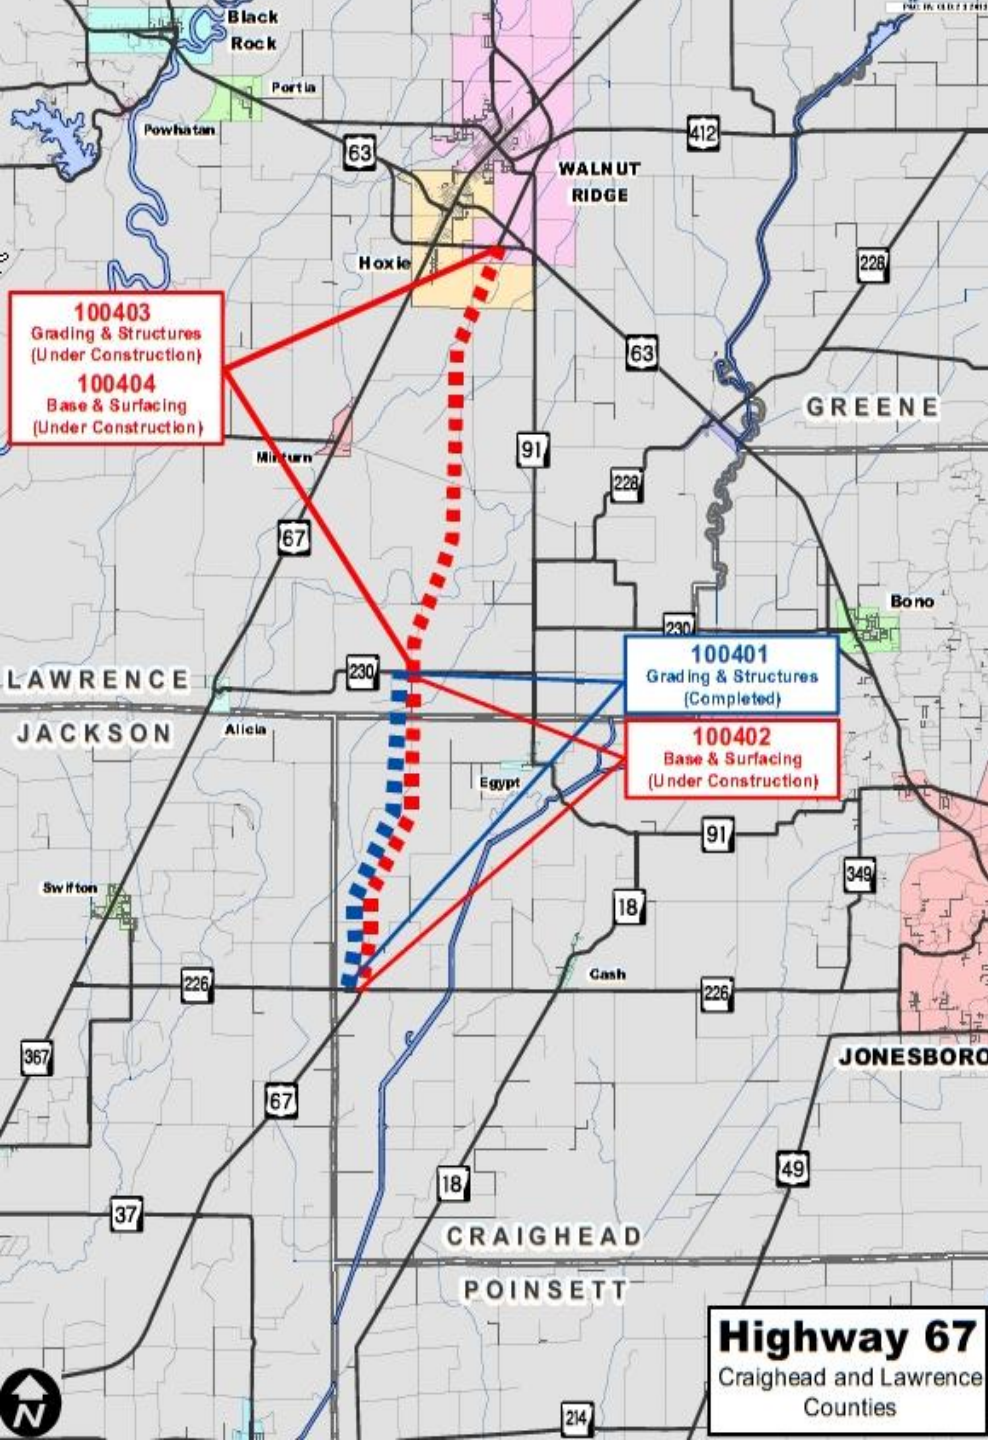 Black
Rock
Portia
Powhatan
63
412
WALNUT
RIDGE
228
Hoxie
100403
Grading & Structures
(Under Construction)
100404
Base & Surfacing
(Under Construction)
63
GREENE
Minturn
91
228
67
Bono
230
230
100401
Grading & Structures
(Completed)
LAWRENCE
JACKSON
Alicia
100402
Base & Surfacing
(Under Construction)
Egypt
91
349
Swifton
18
Cash
226
226
367
JONESBORO
67
49
18
37
CRAIGHEAD
POINSETT
Highway 67
Craighead and Lawrence
Counties
N
214